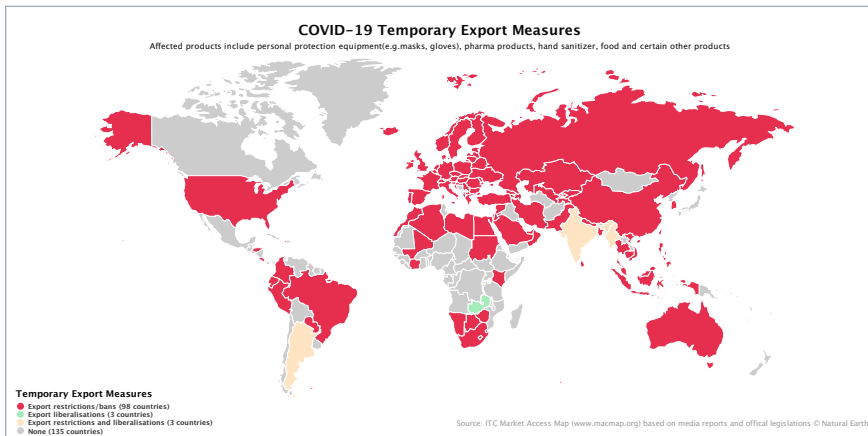 COVID-19 Temporary Export Measures
Affected products include personal protection equipment(e.g.masks, gloves), pharma products, hand sanitizer, food and certain other products
Temporary Export Measures
Export restrictions/bans (98 countries)
Export liberalisations (3 countries)
Export restrictions and liberalisations (3 countries)
None (135 countries)
Source: ITC Market Access Map (www.macmap.org) based on media reports and offical legislations © Natural Earth